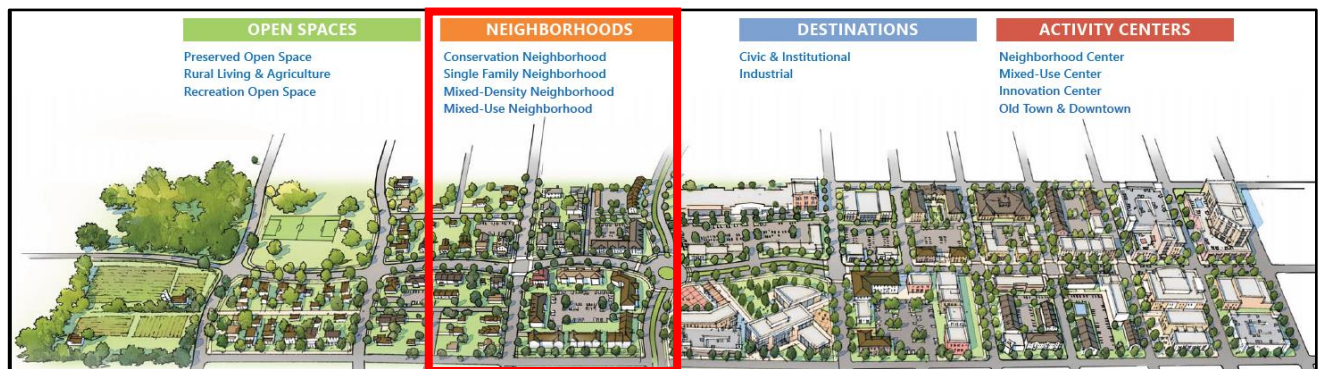 OPEN SPACES
Preserved Open Space
Rural Living & Agriculture
Recreation Open Space
NEIGHBORHOODS
Conservation Neighborhood
Single Family Neighborhood
Mixed-Density Neighborhood
Mixed-Use Neighborhood
DESTINATIONS
Civic & Institutional
Industrial
ACTIVITY CENTERS
Neighborhood Center
Mixed-Use Center
Innovation Center
Old Town & Downtown